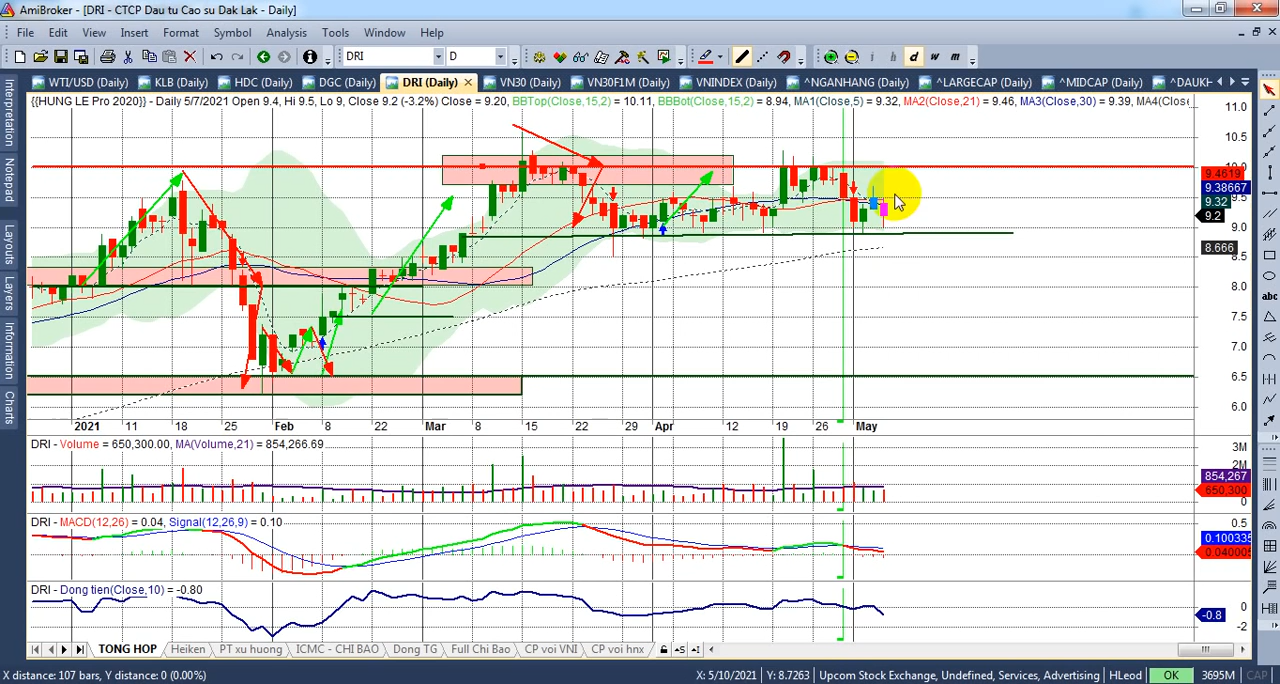 AmiBroker - [DRI - CTCP Dau tu Cao su Dak Lak - Daily]
File Edit View Insert Format Symbol Analysis Tools Window Help
DRI D i h d w m
WTI/USD (Daily) KLB (Daily) HDC (Daily) DGC (Daily) DRI (Daily) VN30 (Daily) VN30F1M (Daily) VNINDEX (Daily) ^NGANHANG (Daily) ^LARGECAP (Daily) ^MIDCAP (Daily) ^DAUKH
{{HUNG LE Pro 2020}} - Daily 5/7/2021 Open 9.4, Hi 9.5, Lo 9, Close 9.2 (-3.2%) Close = 9.20, BBTop(Close,15,2) = 10.11, BBBot(Close,15,2) = 8.94, MA1(Close,5) = 9.32, MA2(Close,21) = 9.46, MA3(Close,30) = 9.39, MA4(Close
Interpretation
Notepad
Layouts
Layers
Information
Charts
abc
11.0
10.5
10.0
9.4619
9.38667
9.32
9.2
9.0
8.666
8.5
8.0
7.5
7.0
6.5
6.0
2021 11 18 25 Feb 8 22 Mar 8 15 22 29 Apr 12 19 26 May
DRI - Volume = 650,300.00, MA(Volume,21) = 854,266.69
3M
2M
854,267
650,300
DRI - MACD(12,26) = 0.04, Signal(12,26,9) = 0.10
0.5
0.100335
0.040005
DRI - Dong tien(Close,10) = -0.80
0
-0.8
-2
TONG HOP Heiken PT xu huong ICMC - CHI BAO Dong TG Full Chi Bao CP voi VNI CP voi hnx
X distance: 107 bars, Y distance: 0 (0.00%) X: 5/10/2021 Y: 8.7263 Upcom Stock Exchange, Undefined, Services, Advertising HLeod OK 3695M CAP